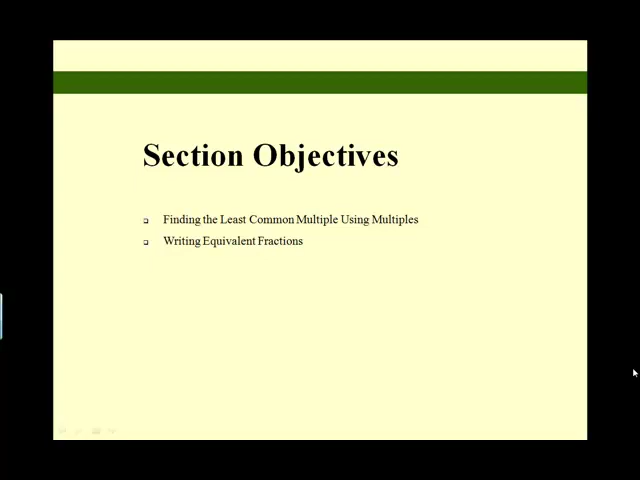 Section Objectives
Finding the Least Common Multiple Using Multiples
Writing Equivalent Fractions